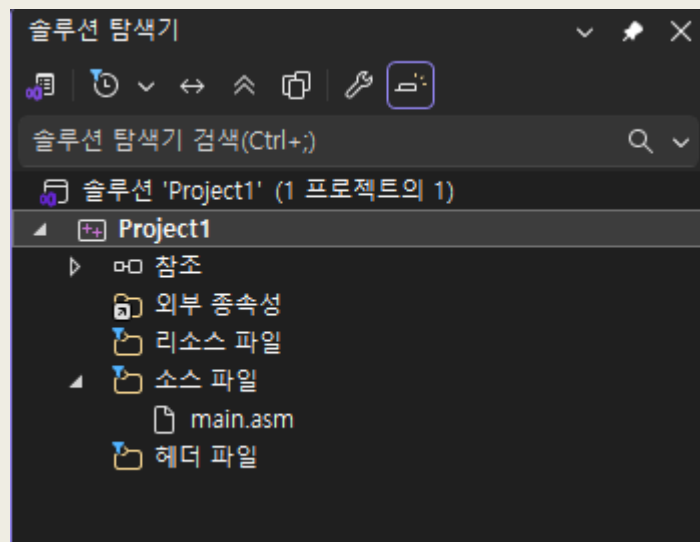 솔루션 탐색기
솔루션 탐색기 검색(Ctrl+;)
솔루션 'Project1' (1 프로젝트의 1)
Project1
참조
외부 종속성
리소스 파일
소스 파일
main.asm
헤더 파일